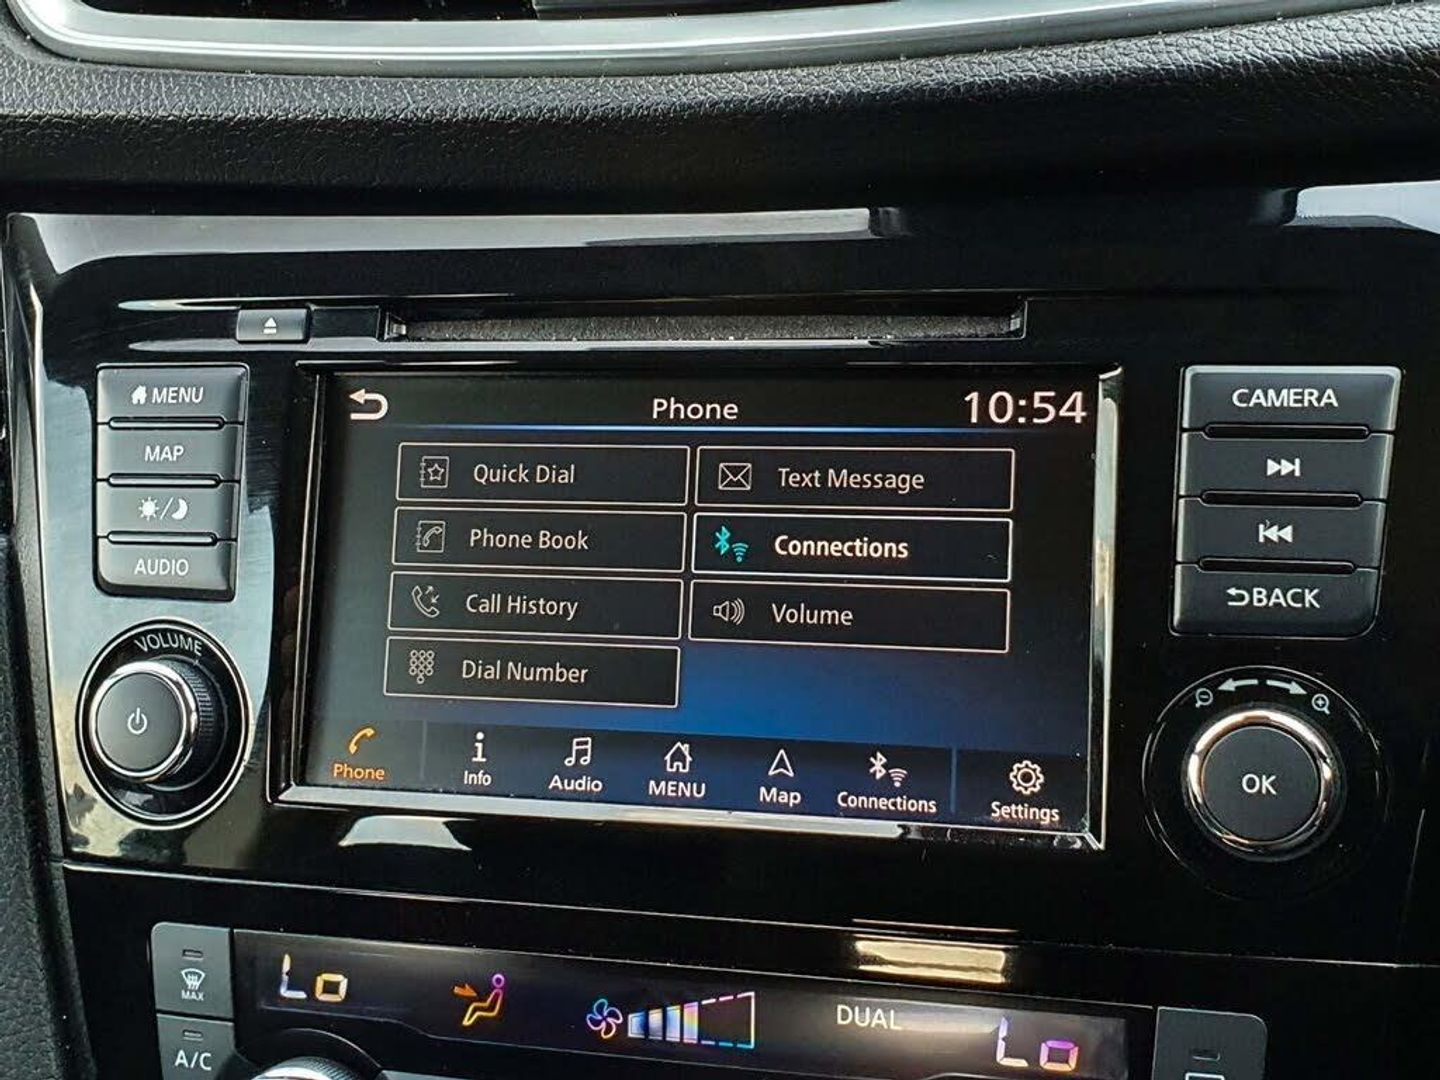 MENU
MAP
AUDIO
VOLUME
Phone
10:54
Quick Dial
Text Message
Phone Book
Connections
Call History
Volume
Dial Number
Phone
Info
Audio
MENU
Map
Connections
Settings
CAMERA
BACK
OK
MAX
A/C
Lo
DUAL
Lo